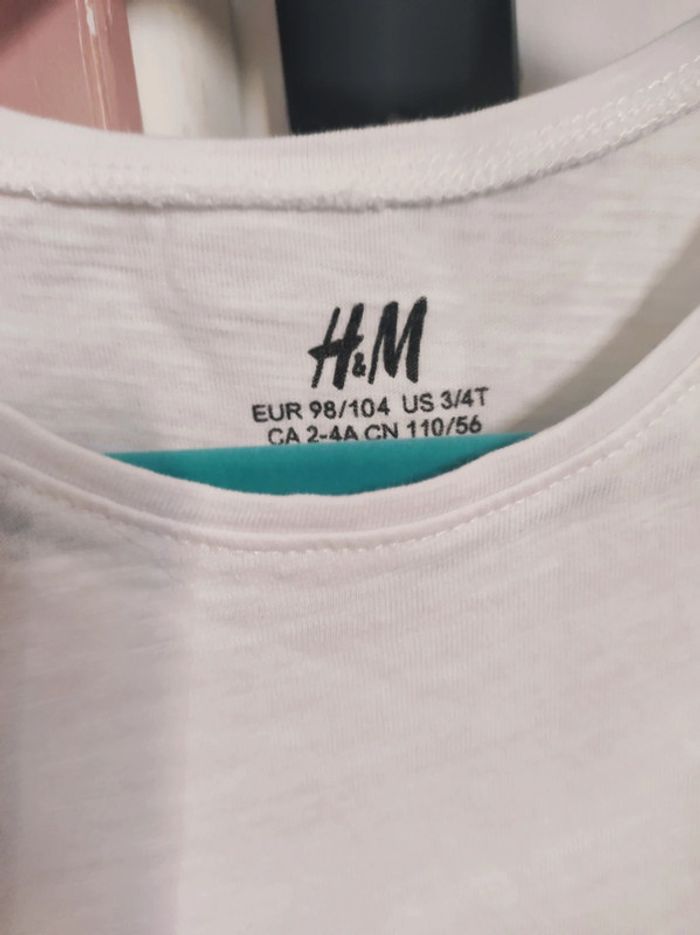 H&M
EUR 98/104 US 3/4T
CA 2-4A CN 110/56